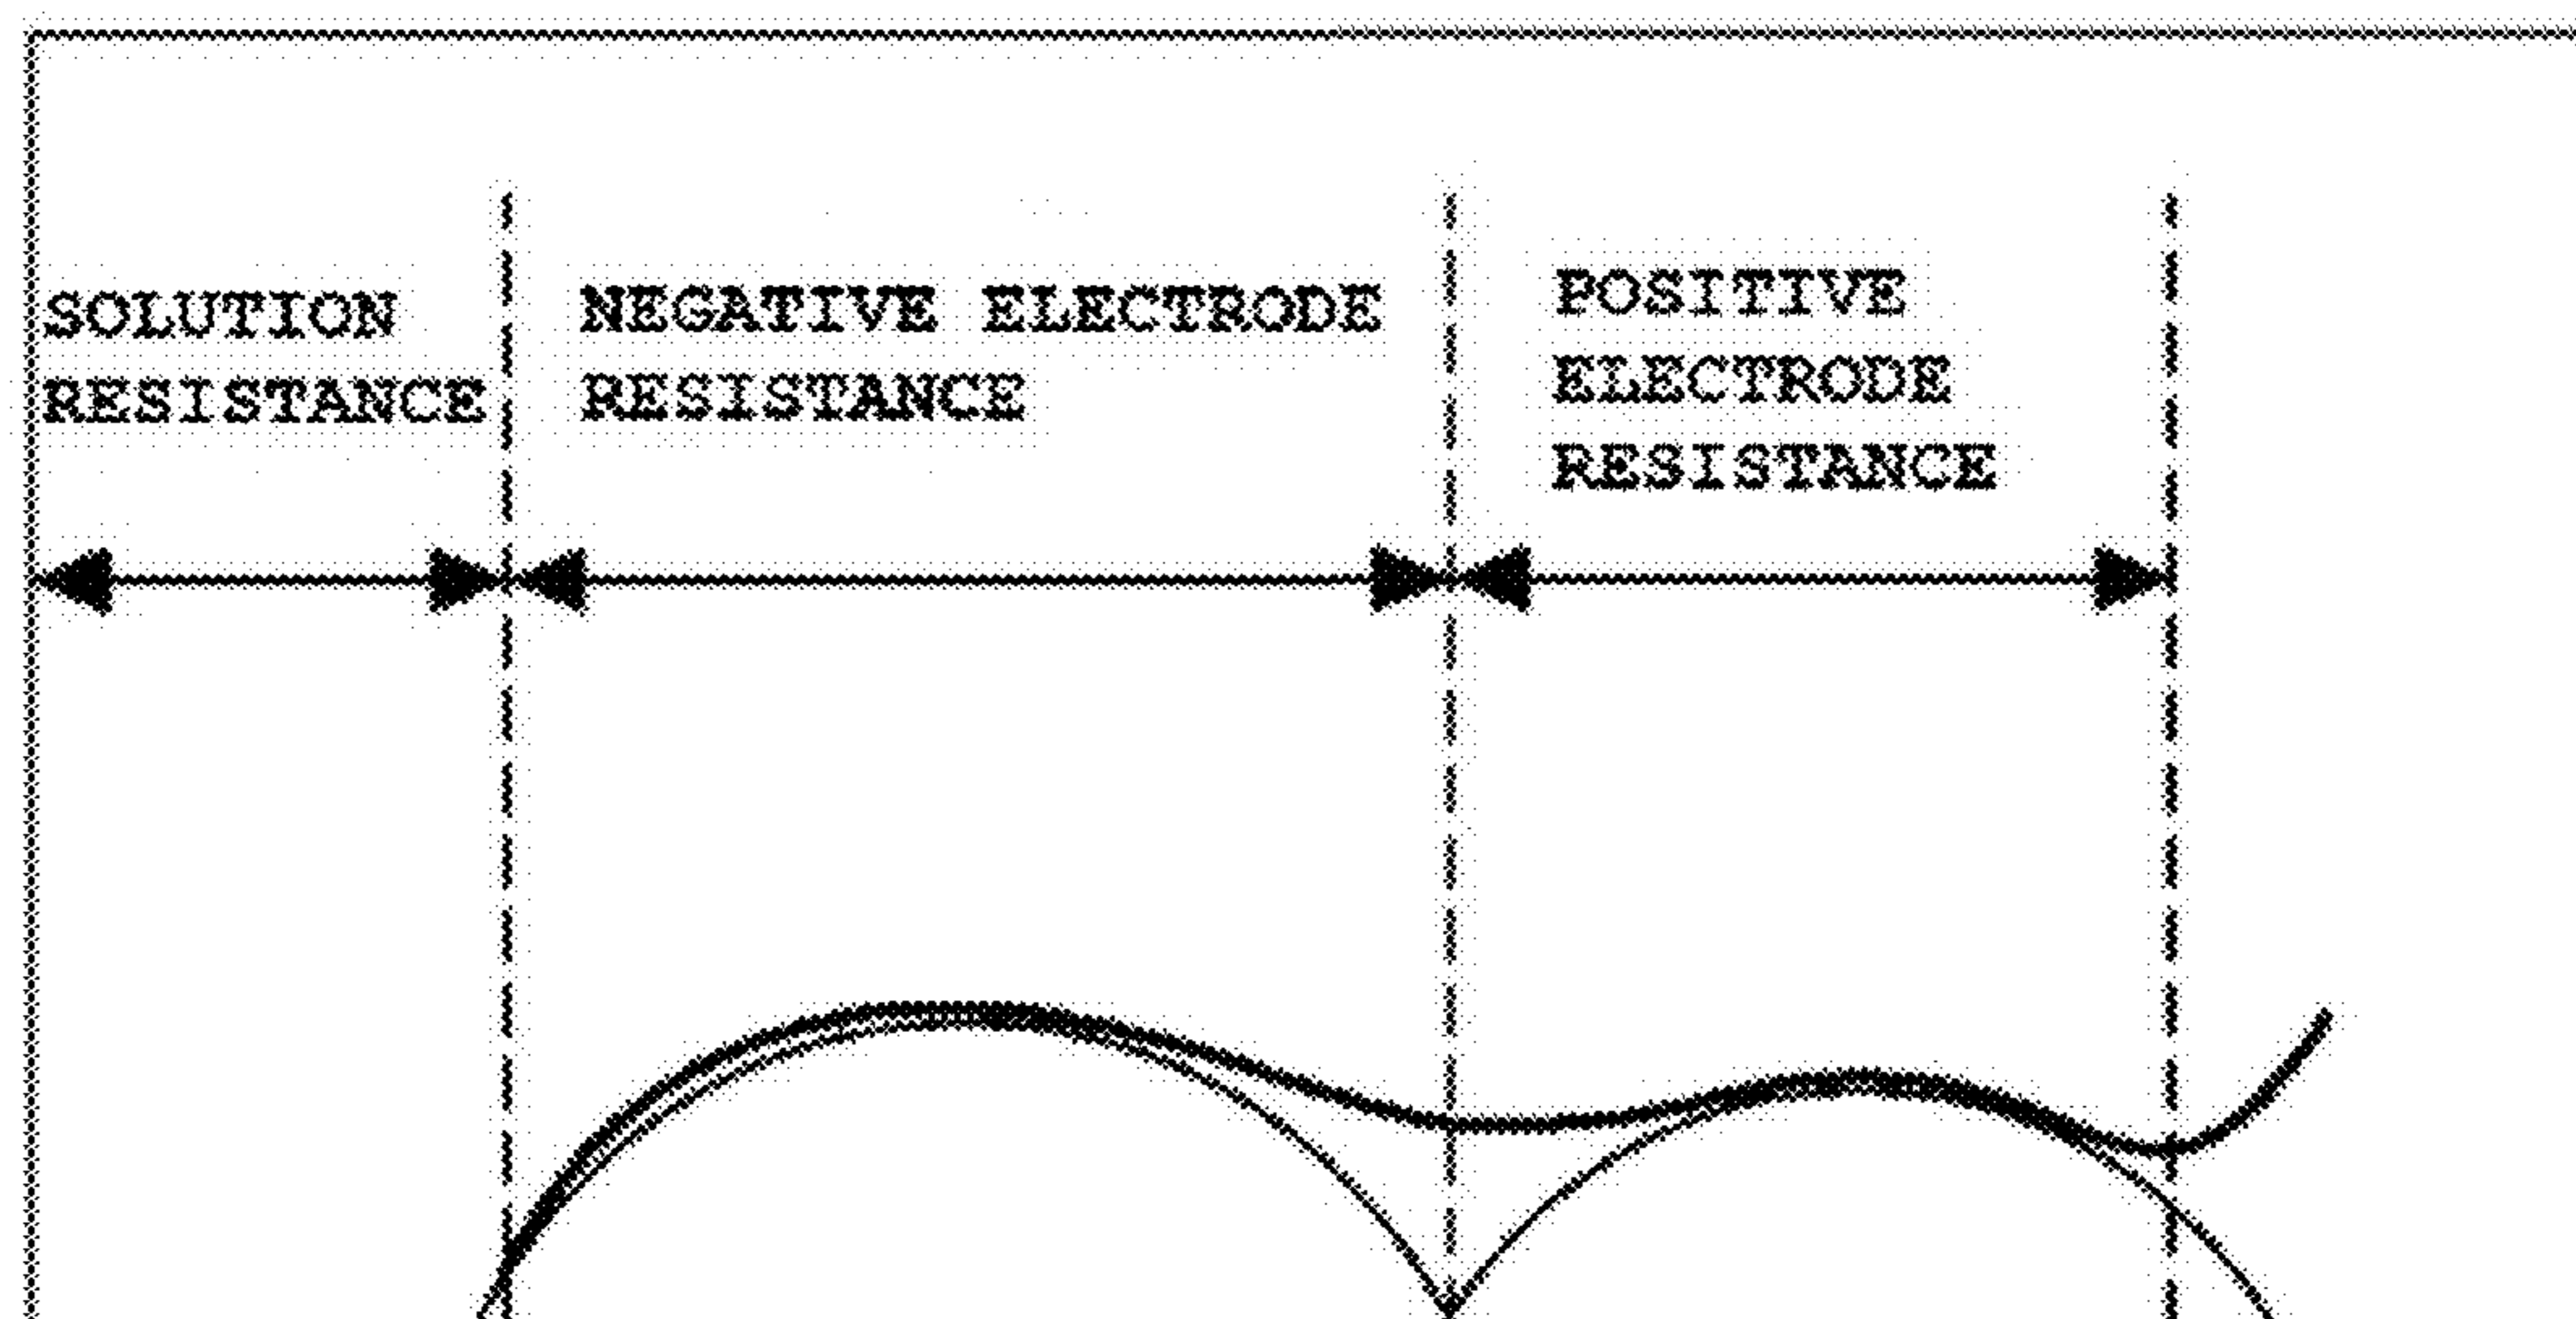 SOLUTION
RESISTANCE
NEGATIVE ELECTRODE
RESISTANCE
POSITIVE
ELECTRODE
RESISTANCE